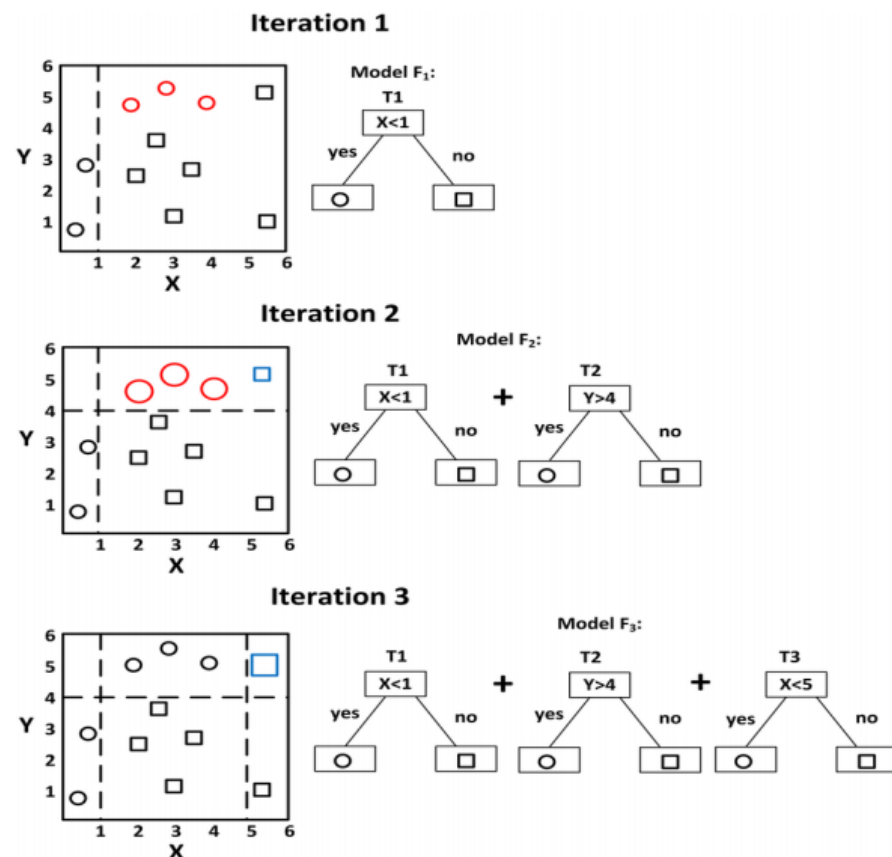 Iteration 1
6
5
4
Y 3
2
1
1 2 3 4 5 6
X
Model F₁:
T1
X<1
yes no
Iteration 2
6
5
4
Y 3
2
1
1 2 3 4 5 6
X
Model F₂:
T1 + T2
X<1 Y>4
yes no yes no
Iteration 3
6
5
4
Y 3
2
1
1 2 3 4 5 6
X
Model F₃:
T1 + T2 + T3
X<1 Y>4 X<5
yes no yes no yes no